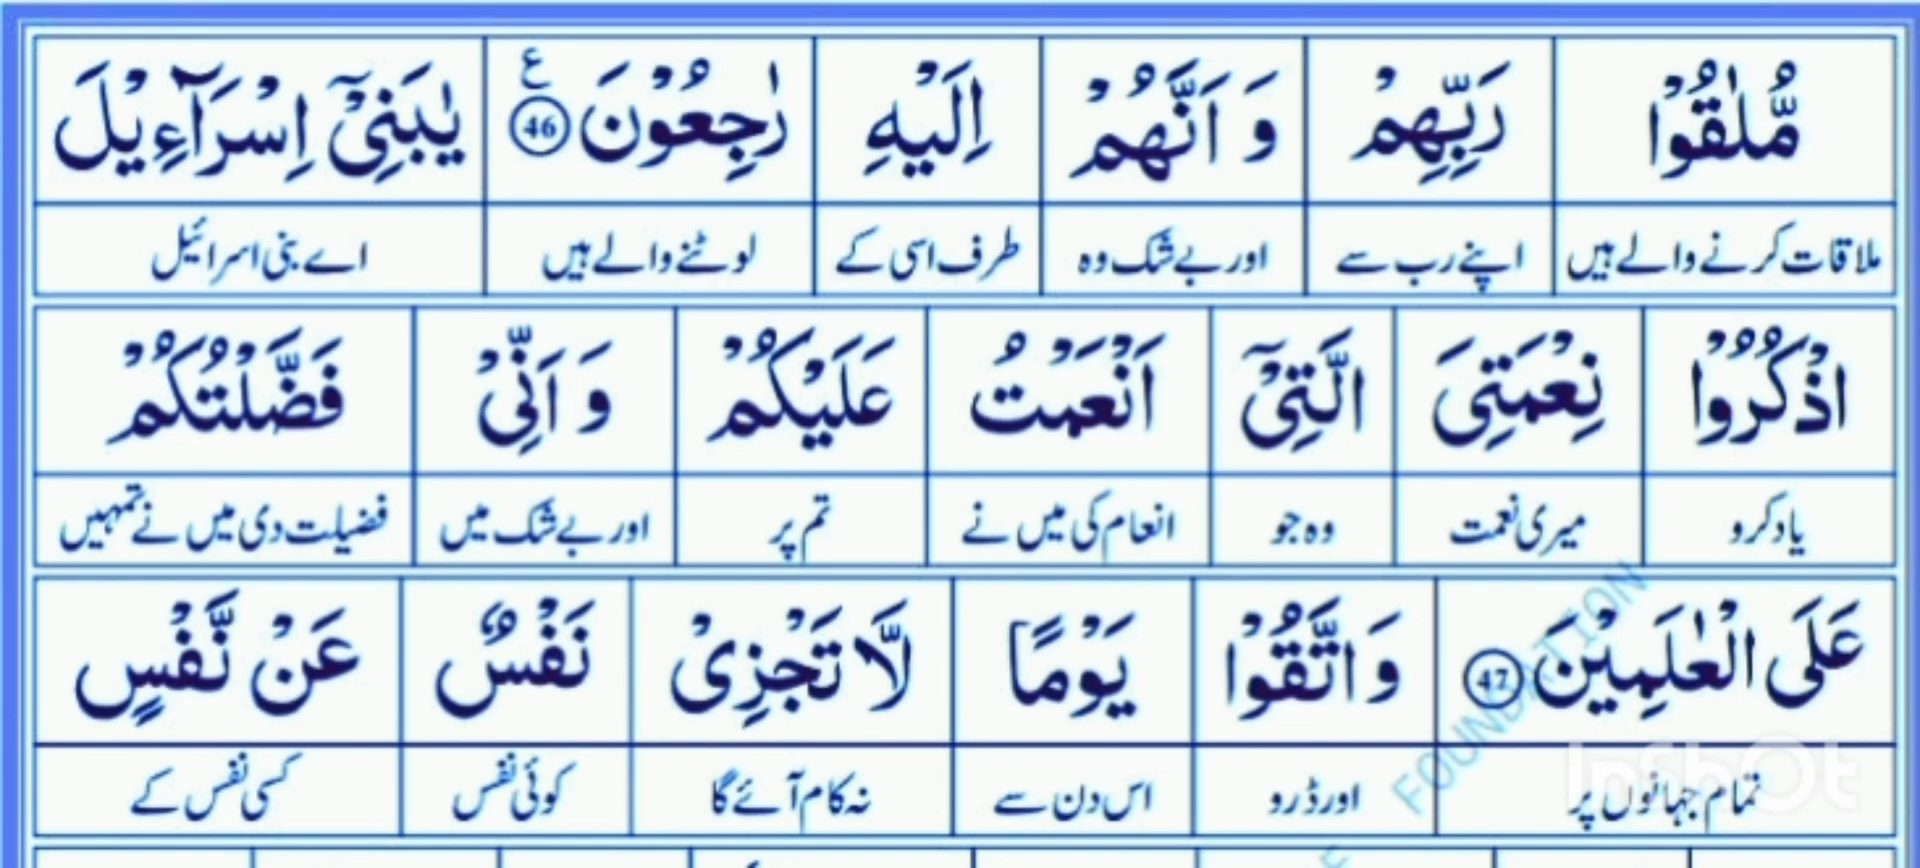 مُّلٰقُوْا رَبِّهِمْ وَ اَنَّهُمْ اِلَيْهِ رٰجِعُوْنَ ع 46 يٰبَنِيْۤ اِسْرَآءِيْلَ
ملاقات کرنے والے ہیں اپنے رب سے اور بے شک وہ طرف اسی کے لوٹنے والے ہیں اے بنی اسرائیل
اذْكُرُوْا نِعْمَتِيَ الَّتِيْۤ اَنْعَمْتُ عَلَيْكُمْ وَ اَنِّيْ فَضَّلْتُكُمْ
یاد کرو میری نعمت وہ جو انعام کی میں نے تم پر اور بے شک میں فضیلت دی میں نے تمہیں
عَلَى الْعٰلَمِيْنَ 47 وَ اتَّقُوْا يَوْمًا لَّا تَجْزِيْ نَفْسٌ عَنْ نَّفْسٍ
تمام جہانوں پر اور ڈرو اس دن سے نہ کام آئے گا کوئی نفس کسی نفس کے
FOUNDATION